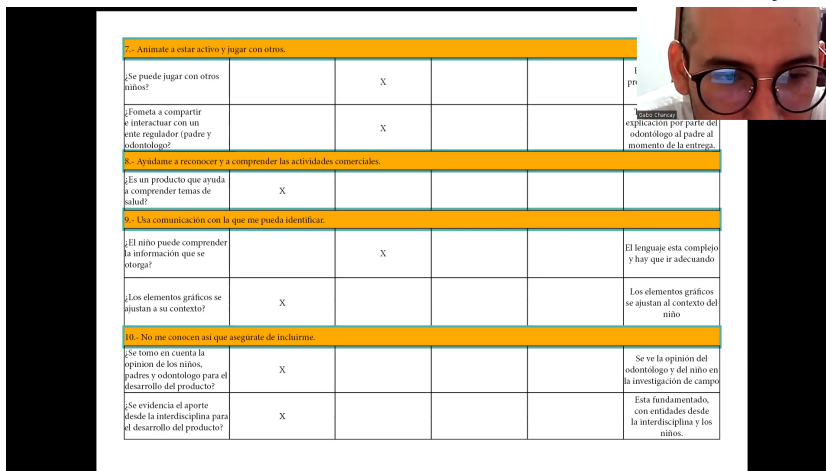 7.- Anímate a estar activo y jugar con otros.
¿Se puede jugar con otros
niños?
X
¿Fometa a compartir
e interactuar con un
ente regulador (padre y
odontologo?
X
Gabo Chancay
explicación por parte del
odontólogo al padre al
momento de la entrega.
8.- Ayúdame a reconocer y a comprender las actividades comerciales.
¿Es un producto que ayuda
a comprender temas de
salud?
X
9.- Usa comunicación con la que me pueda identificar.
¿El niño puede comprender
la información que se
otorga?
X
El lenguaje esta complejo
y hay que ir adecuando
¿Los elementos gráficos se
ajustan a su contexto?
X
Los elementos gráficos
se ajustan al contexto del
niño
10.- No me conocen asi que asegúrate de incluirme.
¿Se tomo en cuenta la
opinion de los niños,
padres y odontologo para el
desarrollo del producto?
X
Se ve la opinión del
odontólogo y del niño en
la investigación de campo
¿Se evidencia el aporte
desde la interdisciplina para
el desarrollo del producto?
X
Esta fundamentado,
con entidades desde
la interdisciplina y los
niños.